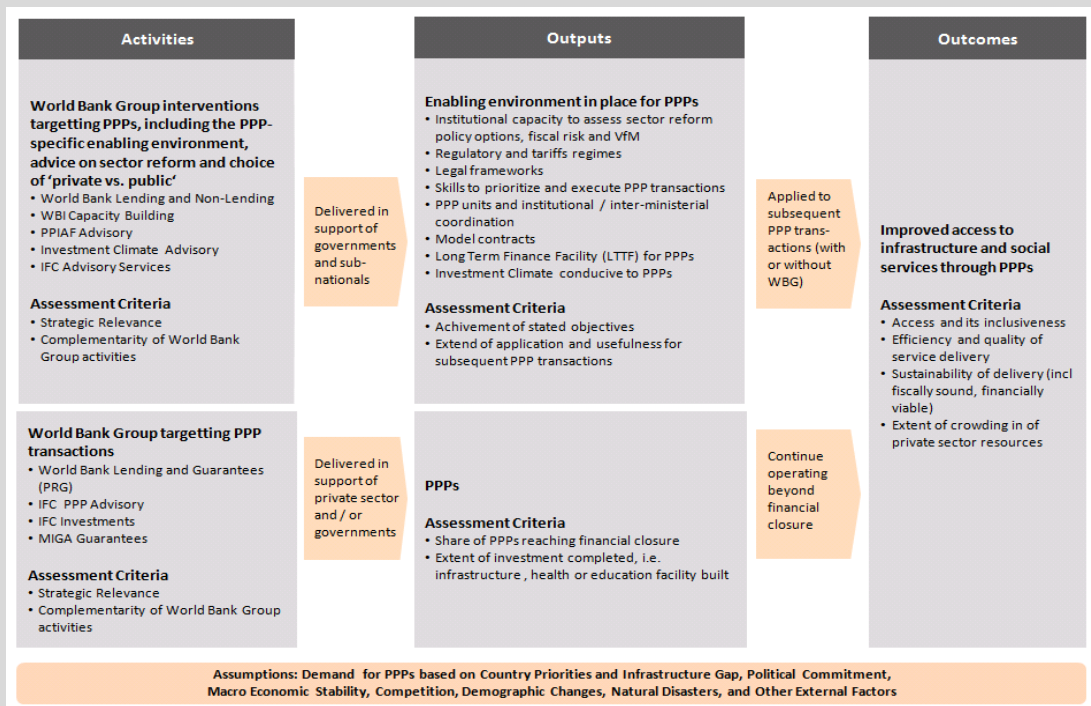 Activities
World Bank Group interventions
targetting PPPs, including the PPP-
specific enabling environment,
advice on sector reform and choice
of ‘private vs. public‘
• World Bank Lending and Non-Lending
• WBI Capacity Building
• PPIAF Advisory
• Investment Climate Advisory
• IFC Advisory Services
Assessment Criteria
• Strategic Relevance
• Complementarity of World Bank
Group activities
Delivered in
support of
governments
and sub-
nationals
Outputs
Enabling environment in place for PPPs
• Institutional capacity to assess sector reform
policy options, fiscal risk and VfM
• Regulatory and tariffs regimes
• Legal frameworks
• Skills to prioritize and execute PPP transactions
• PPP units and institutional / inter-ministerial
coordination
• Model contracts
• Long Term Finance Facility (LTTF) for PPPs
• Investment Climate conducive to PPPs
Assessment Criteria
• Achivement of stated objectives
• Extend of application and usefulness for
subsequent PPP transactions
Applied to
subsequent
PPP trans-
actions (with
or without
WBG)
Outcomes
Improved access to
infrastructure and social
services through PPPs
Assessment Criteria
• Access and its inclusiveness
• Efficiency and quality of
service delivery
• Sustainability of delivery (incl
fiscally sound, financially
viable)
• Extent of crowding in of
private sector resources
World Bank Group targetting PPP
transactions
• World Bank Lending and Guarantees
(PRG)
• IFC PPP Advisory
• IFC Investments
• MIGA Guarantees
Assessment Criteria
• Strategic Relevance
• Complementarity of World Bank Group
activities
Delivered in
support of
private sector
and / or
governments
PPPs
Assessment Criteria
• Share of PPPs reaching financial closure
• Extent of investment completed, i.e.
infrastructure , health or education facility built
Continue
operating
beyond
financial
closure
Assumptions: Demand for PPPs based on Country Priorities and Infrastructure Gap, Political Commitment,
Macro Economic Stability, Competition, Demographic Changes, Natural Disasters, and Other External Factors